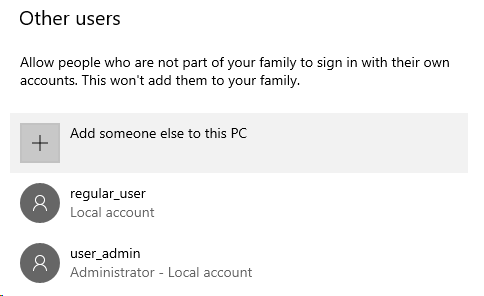 Other users
Allow people who are not part of your family to sign in with their own
accounts. This won't add them to your family.
Add someone else to this PC
regular_user
Local account
user_admin
Administrator - Local account